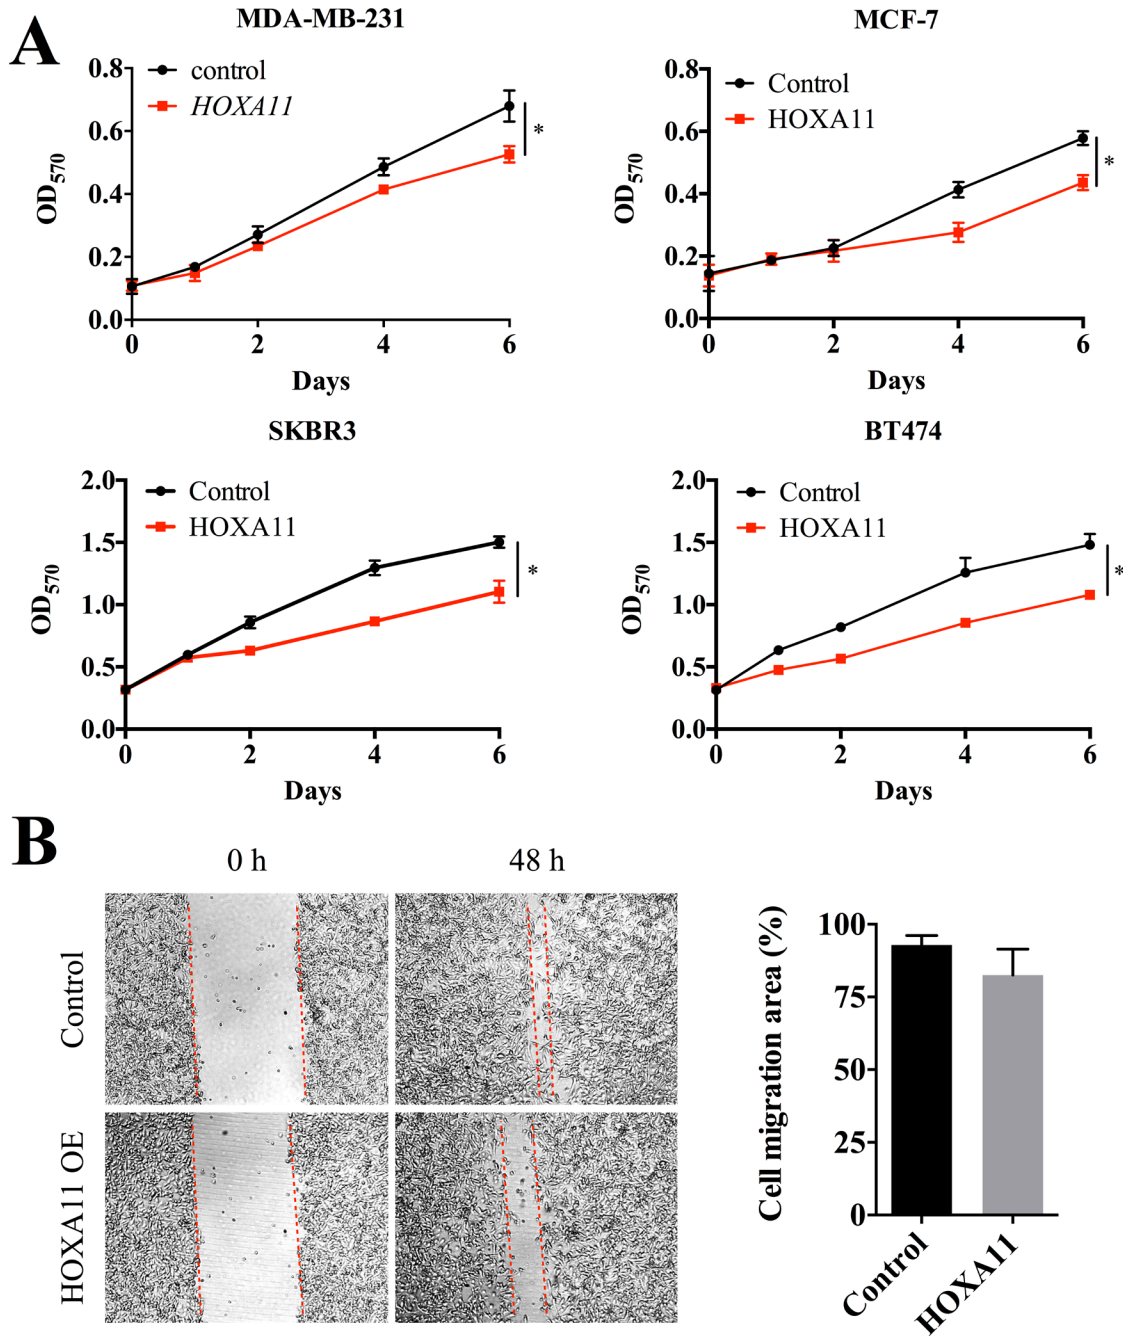 A
MDA-MB-231
control
HOXA11
0.8
0.6
0.4
0.2
0.0
OD570
*
0 2 4 6
Days
MCF-7
Control
HOXA11
0.8
0.6
0.4
0.2
0.0
OD570
*
0 2 4 6
Days
SKBR3
Control
HOXA11
2.0
1.5
1.0
0.5
0.0
OD570
*
0 2 4 6
Days
BT474
Control
HOXA11
2.0
1.5
1.0
0.5
0.0
OD570
*
0 2 4 6
Days
B
0 h
48 h
Control
HOXA11 OE
Cell migration area (%)
100
75
50
25
0
Control
HOXA11